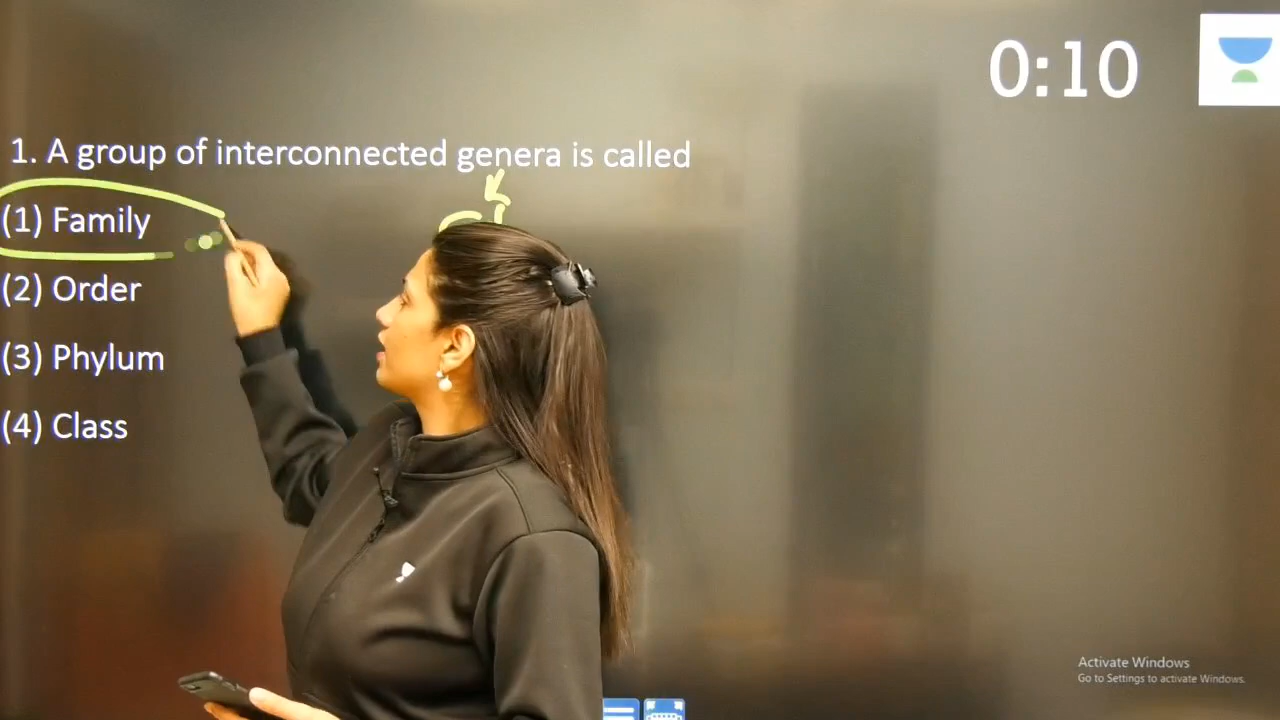 0:10
1. A group of interconnected genera is called
(1) Family
(2) Order
(3) Phylum
(4) Class
Activate Windows
Go to Settings to activate Windows.